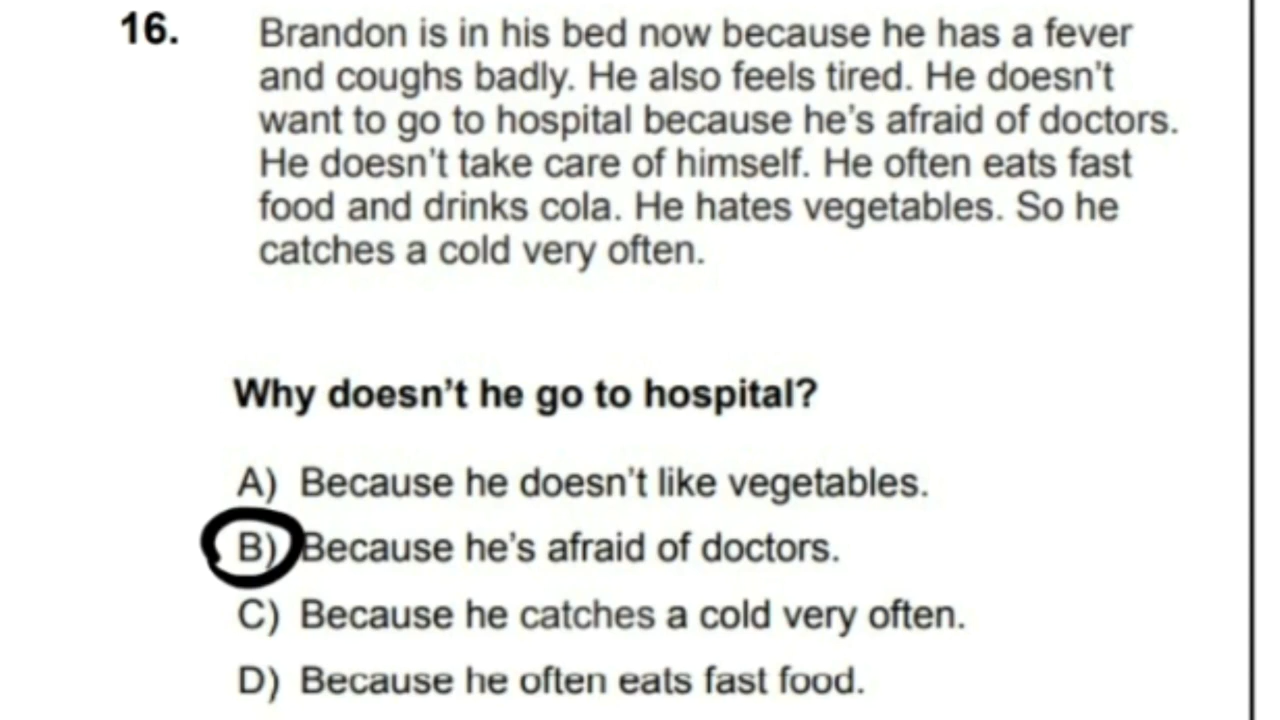 16. Brandon is in his bed now because he has a fever
and coughs badly. He also feels tired. He doesn't
want to go to hospital because he's afraid of doctors.
He doesn't take care of himself. He often eats fast
food and drinks cola. He hates vegetables. So he
catches a cold very often.
Why doesn't he go to hospital?
A) Because he doesn't like vegetables.
B) Because he's afraid of doctors.
C) Because he catches a cold very often.
D) Because he often eats fast food.